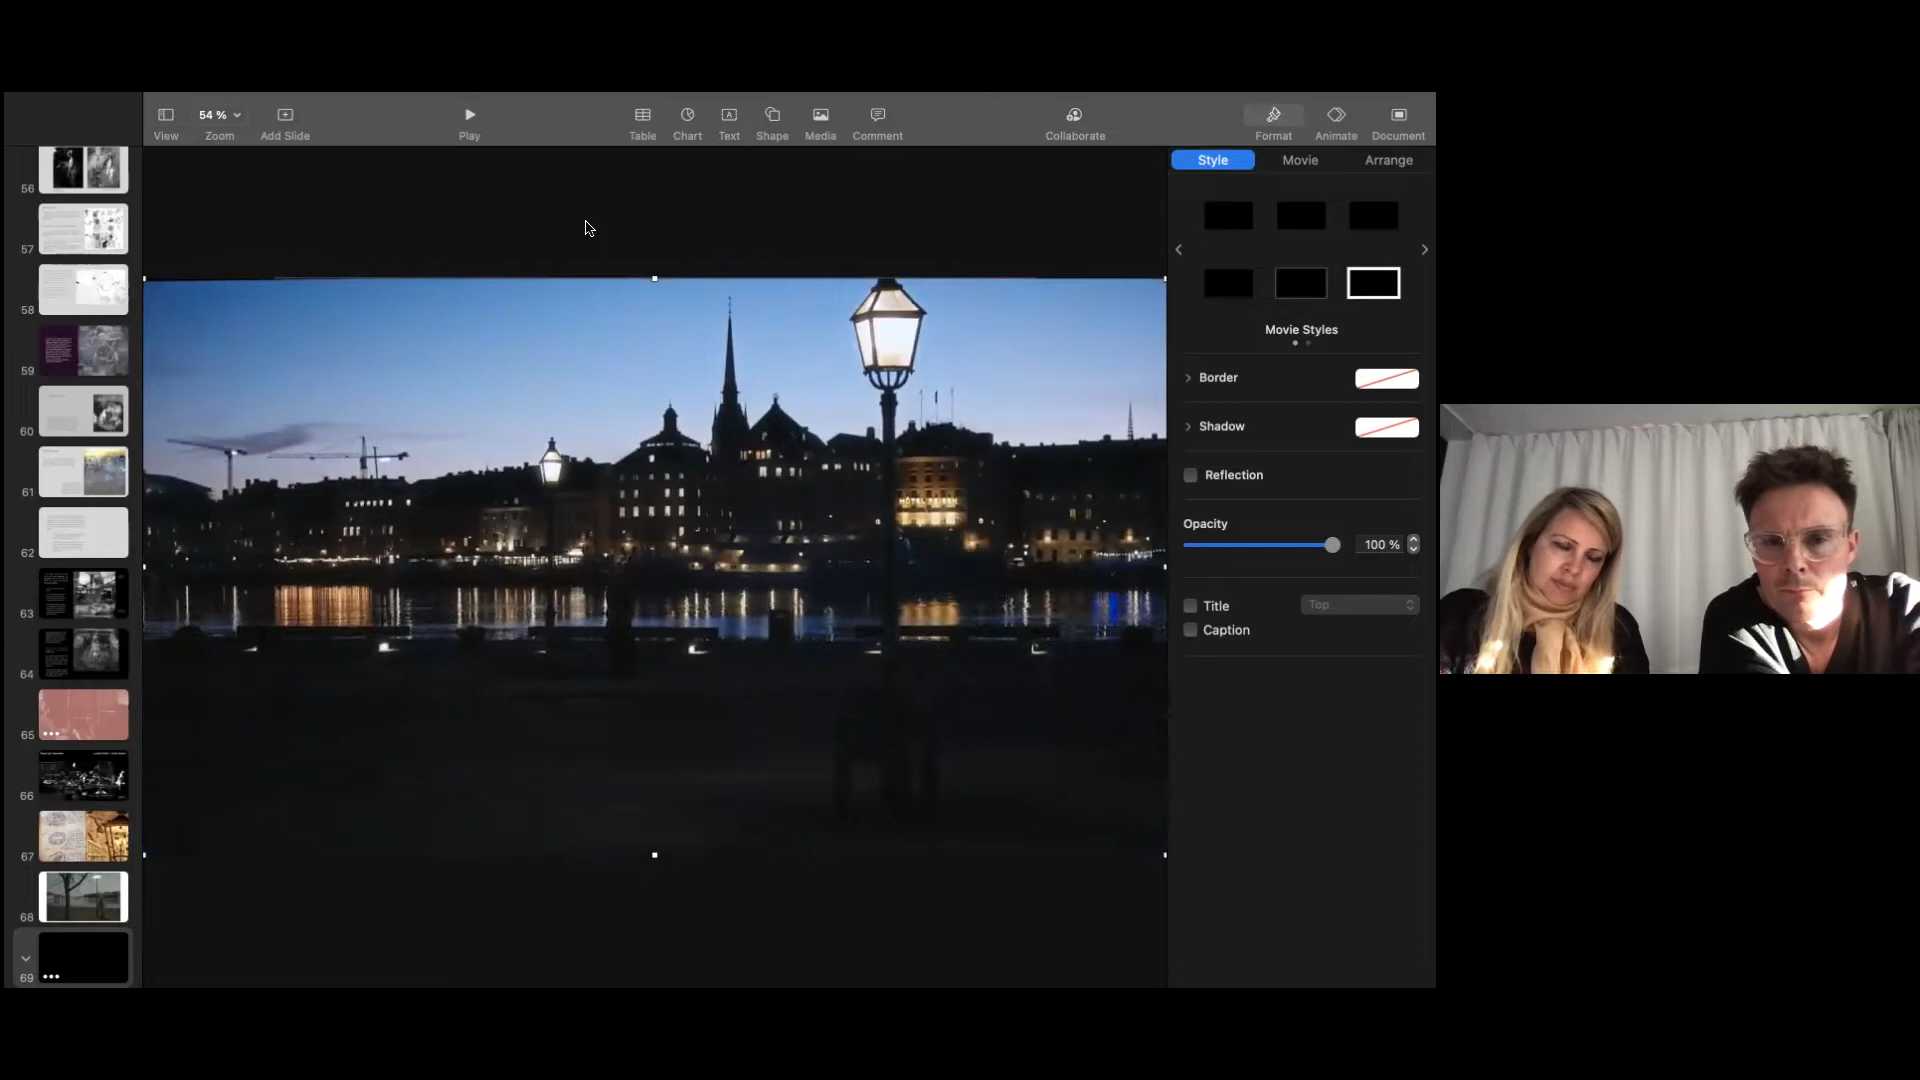 54 %
View
Zoom
Add Slide
Play
Table
Chart
Text
Shape
Media
Comment
Collaborate
Format
Animate
Document
Style
Movie
Arrange
Movie Styles
Border
Shadow
Reflection
Opacity
100 %
Title
Top
Caption
HOTEL REISEN
56
57
58
59
60
61
62
63
64
65
66
67
68
69